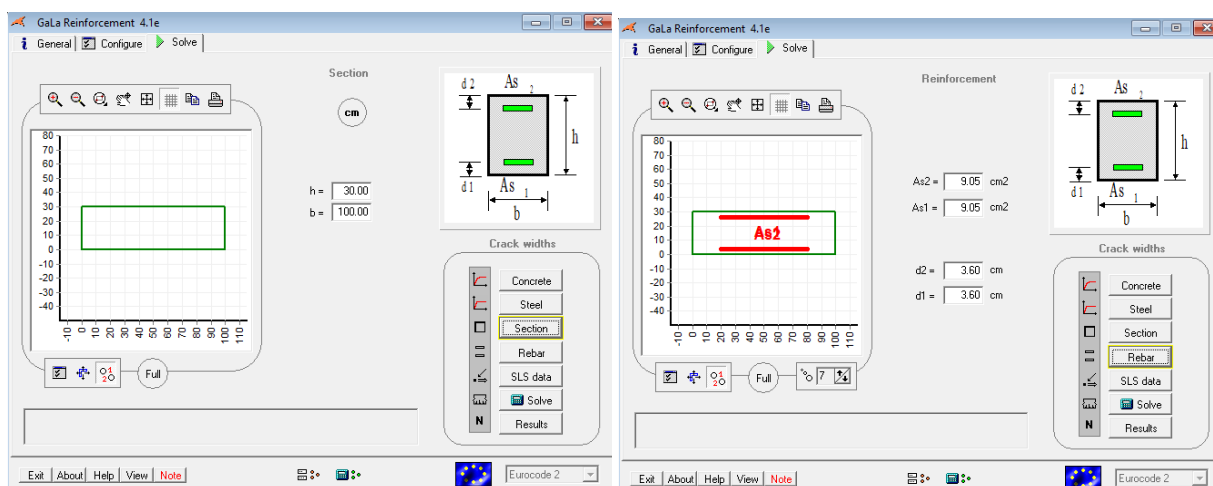 GaLa Reinforcement 4.1e
General Configure Solve
Section
cm
80
70
60
50
40
30
20
10
0
-10
-20
-30
-40
-10 0 10 20 30 40 50 60 70 80 90 100 110
h = 30.00
b = 100.00
d 2 As 2
h
d 1 As 1
b
Crack widths
Concrete
Steel
Section
Rebar
SLS data
Solve
N Results
Full
Exit About Help View Note
Eurocode 2
GaLa Reinforcement 4.1e
General Configure Solve
Reinforcement
80
70
60
50
40
30
20
10
0
-10
-20
-30
-40
-10 0 10 20 30 40 50 60 70 80 90 100 110
As2 = 9.05 cm2
As1 = 9.05 cm2
d2 = 3.60 cm
d1 = 3.60 cm
d 2 As 2
h
d 1 As 1
b
Crack widths
Concrete
Steel
Section
Rebar
SLS data
Solve
N Results
Full
7
Exit About Help View Note
Eurocode 2